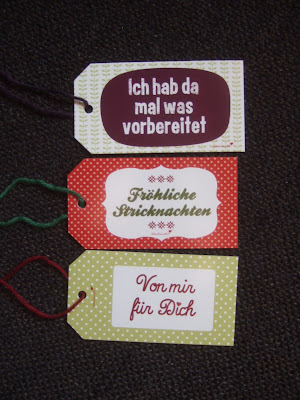 Ich hab da
mal was
vorbereitet
Fröhliche
Stricknachten
Von mir
für Dich